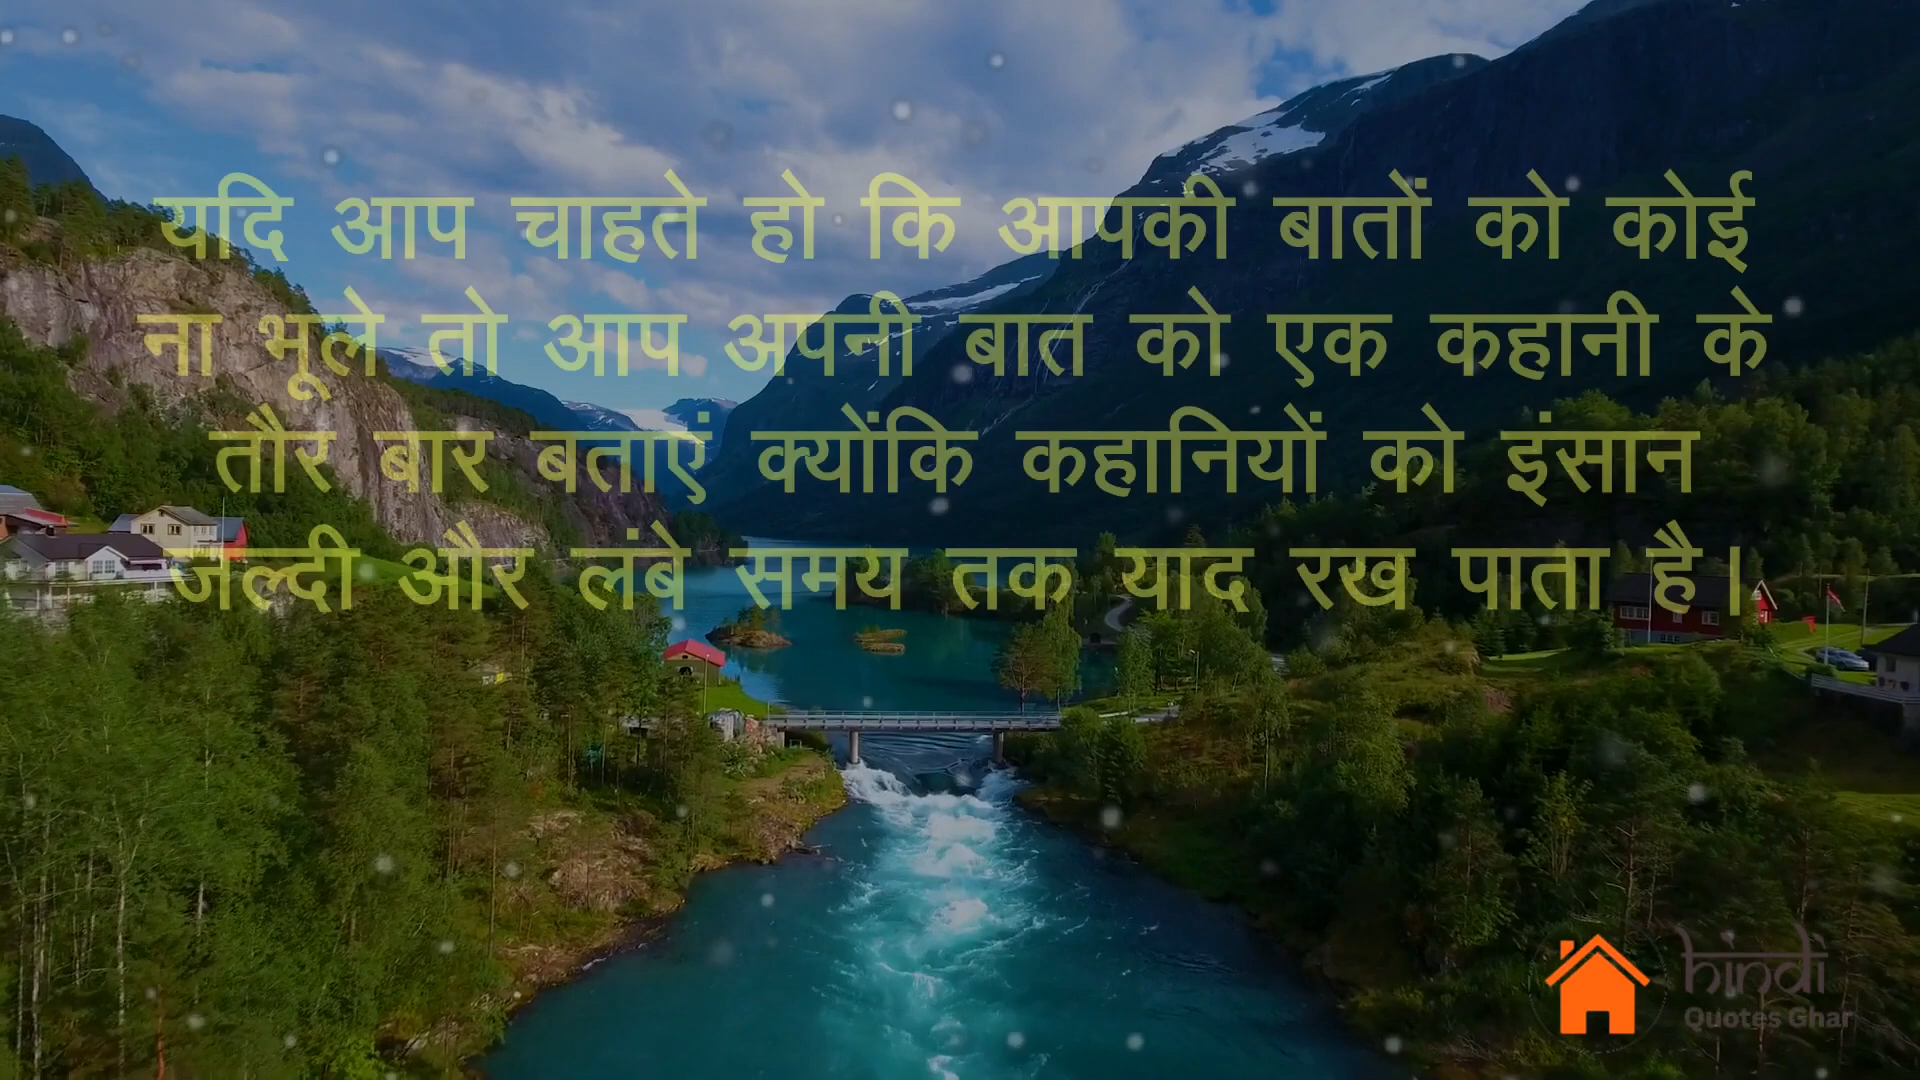 यदि आप चाहते हो कि आपकी बातों को कोई
ना भूले तो आप अपनी बात को एक कहानी के
तौर बार बताएं क्योंकि कहानियों को इंसान
जल्दी और लंबे समय तक याद रख पाता है।
hindi
Quotes Ghar